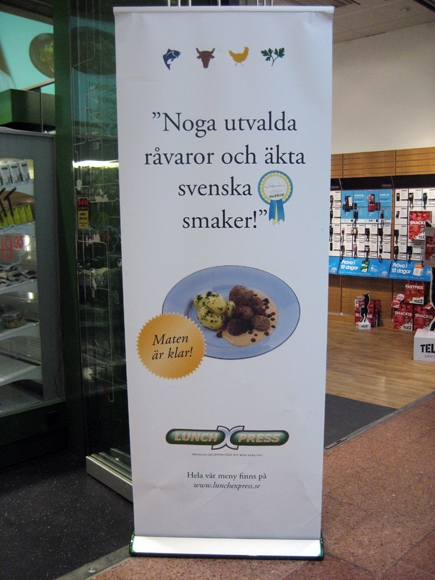 ”Noga utvalda
råvaror och äkta
svenska
smaker!”
Maten
är klar!
LUNCH XPRESS
Hela vår meny finns på
www.lunchxpress.se